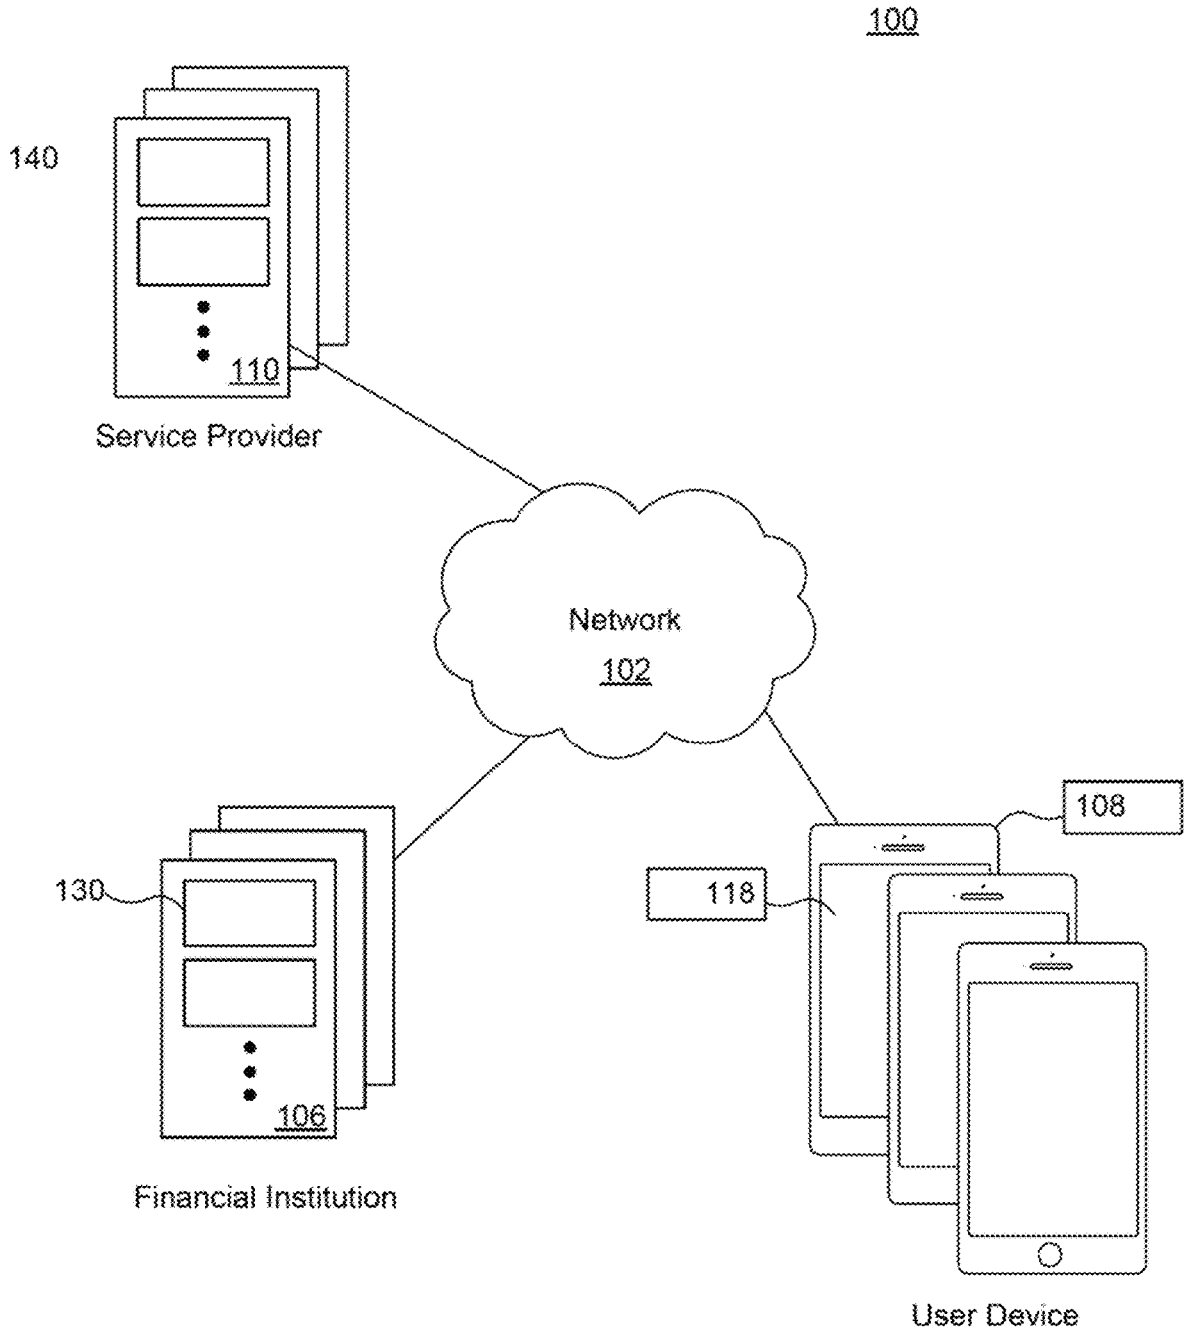 100
140
110
Service Provider
Network
102
108
118
130
106
Financial Institution
User Device